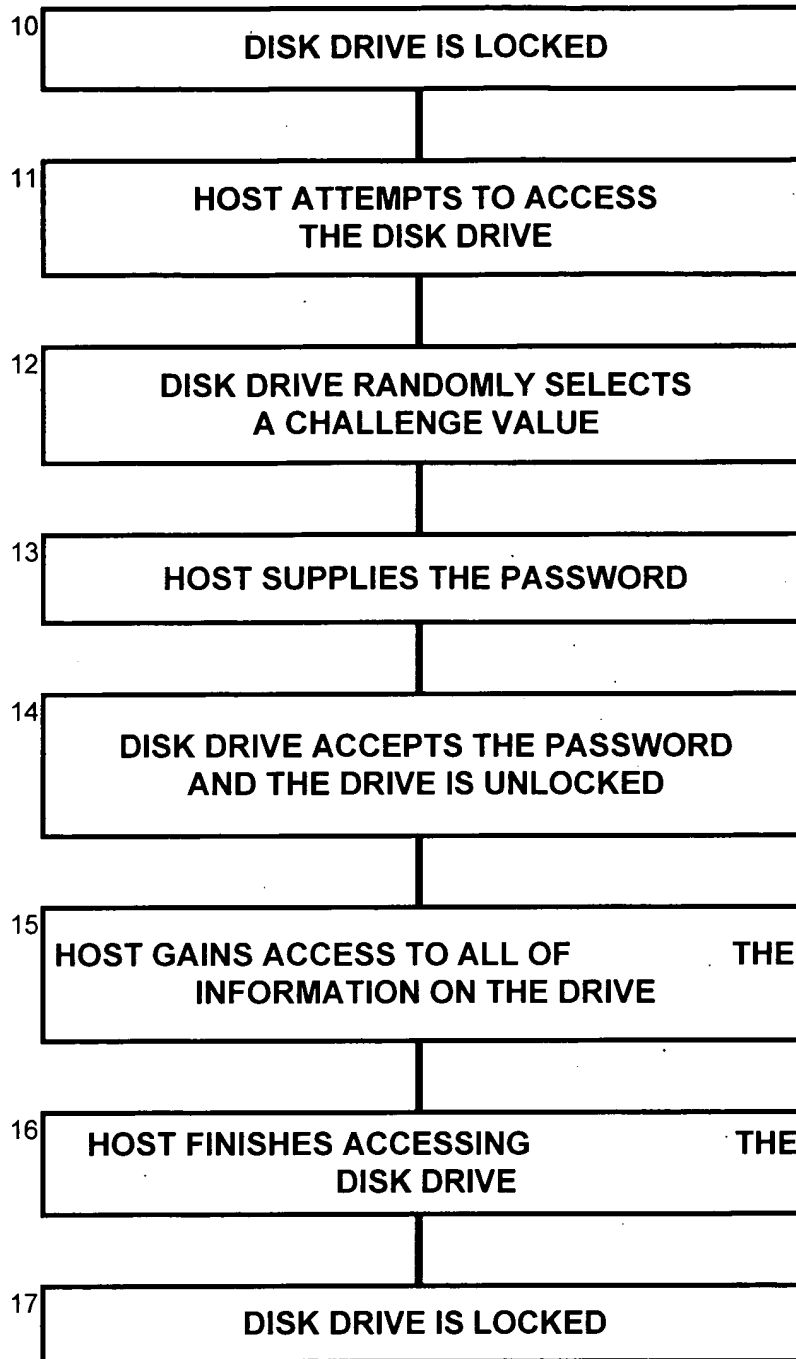 10
DISK DRIVE IS LOCKED
11
HOST ATTEMPTS TO ACCESS
THE DISK DRIVE
12
DISK DRIVE RANDOMLY SELECTS
A CHALLENGE VALUE
13
HOST SUPPLIES THE PASSWORD
14
DISK DRIVE ACCEPTS THE PASSWORD
AND THE DRIVE IS UNLOCKED
15
HOST GAINS ACCESS TO ALL OF THE
INFORMATION ON THE DRIVE
16
HOST FINISHES ACCESSING THE
DISK DRIVE
17
DISK DRIVE IS LOCKED